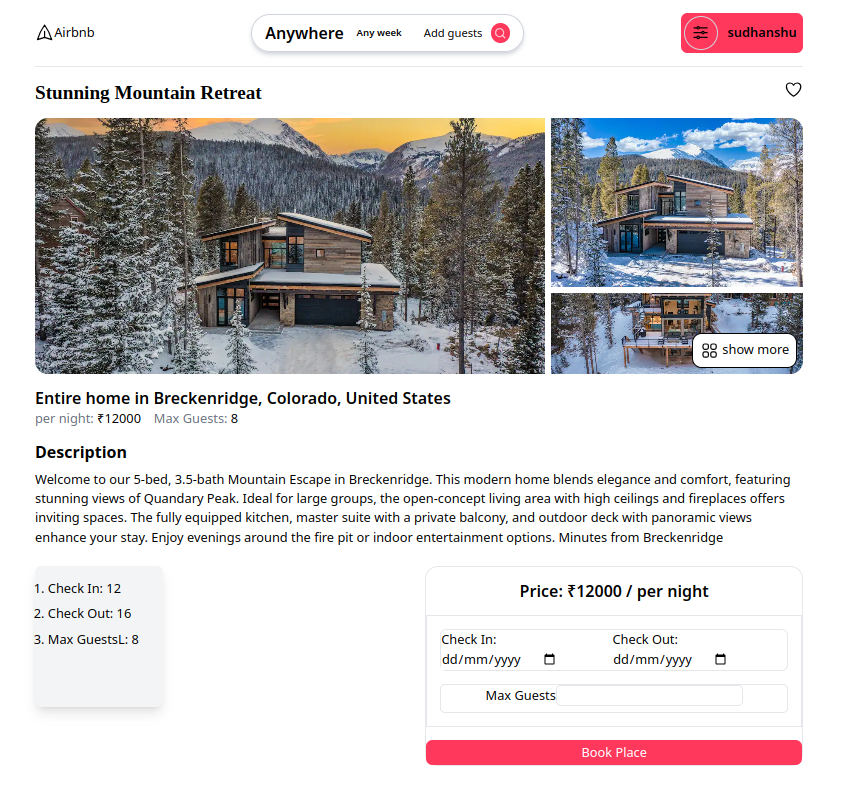 Airbnb
Anywhere Any week Add guests
sudhanshu
Stunning Mountain Retreat
show more
Entire home in Breckenridge, Colorado, United States
per night: ₹12000 Max Guests: 8
Description
Welcome to our 5-bed, 3.5-bath Mountain Escape in Breckenridge. This modern home blends elegance and comfort, featuring
stunning views of Quandary Peak. Ideal for large groups, the open-concept living area with high ceilings and fireplaces offers
inviting spaces. The fully equipped kitchen, master suite with a private balcony, and outdoor deck with panoramic views
enhance your stay. Enjoy evenings around the fire pit or indoor entertainment options. Minutes from Breckenridge
1. Check In: 12
2. Check Out: 16
3. Max GuestsL: 8
Price: ₹12000 / per night
Check In: Check Out:
dd/mm/yyyy dd/mm/yyyy
Max Guests
Book Place